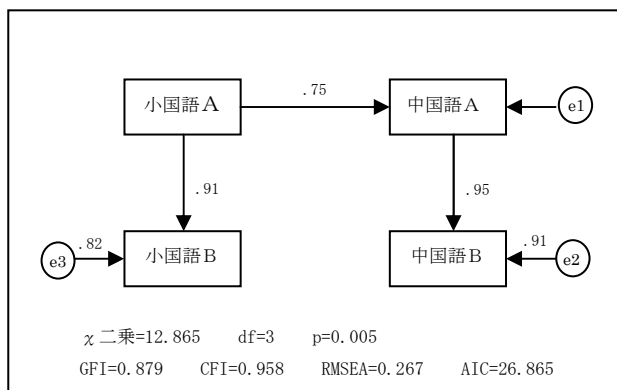 小国語A
.75
中国語A
e1
.91
.95
e3
.82
小国語B
中国語B
.91
e2
χ二乗=12.865 df=3 p=0.005
GFI=0.879 CFI=0.958 RMSEA=0.267 AIC=26.865